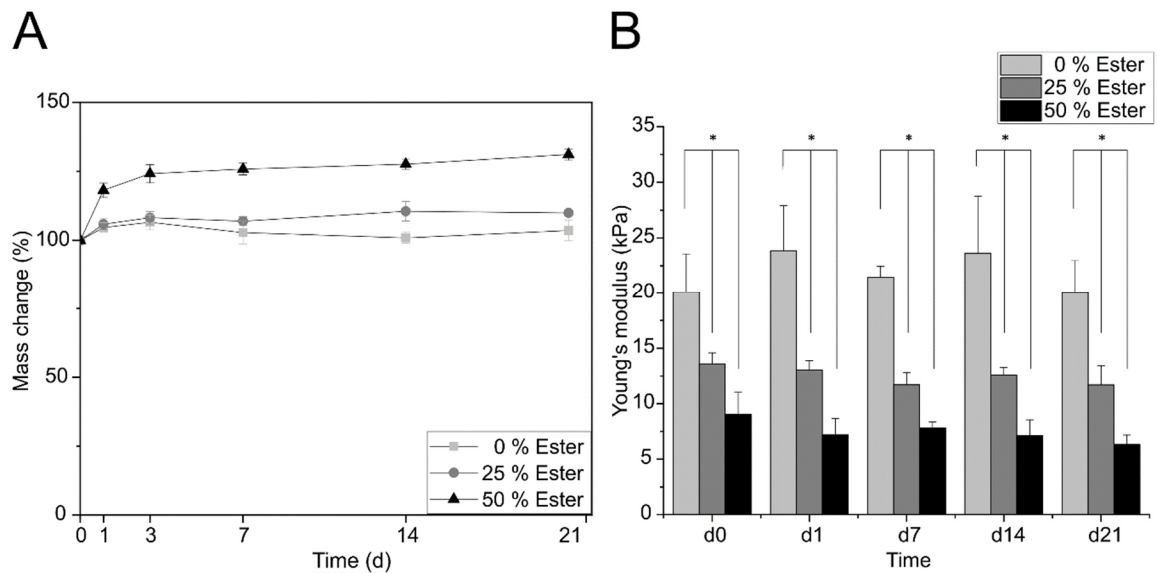 A
Mass change (%)
150
100
50
0
0 1 3 7 14 21
Time (d)
0 % Ester
25 % Ester
50 % Ester
B
0 % Ester
25 % Ester
50 % Ester
Young's modulus (kPa)
35
30
25
20
15
10
5
0
* * * * *
d0 d1 d7 d14 d21
Time